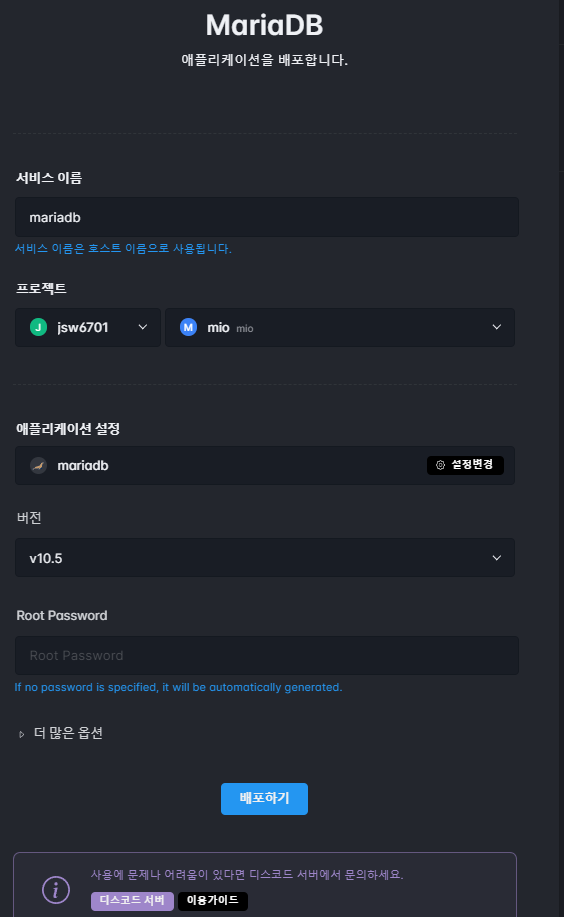 MariaDB
애플리케이션을 배포합니다.
서비스 이름
mariadb
서비스 이름은 호스트 이름으로 사용됩니다.
프로젝트
J jsw6701 M mio mio
애플리케이션 설정
mariadb 설정변경
버전
v10.5
Root Password
Root Password
If no password is specified, it will be automatically generated.
더 많은 옵션
배포하기
사용에 문제나 어려움이 있다면 디스코드 서버에서 문의하세요.
디스코드 서버 이용가이드